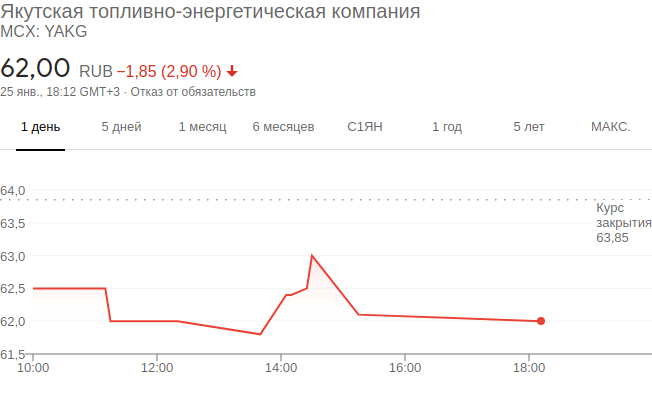 Якутская топливно-энергетическая компания
MCX: YAKG
62,00 RUB −1,85 (2,90 %)
25 янв., 18:12 GMT+3 · Отказ от обязательств
1 день 5 дней 1 месяц 6 месяцев С1ЯН 1 год 5 лет МАКС.
64,0
Курс
закрытия
63,85
63,5
63,0
62,5
62,0
61,5
10:00 12:00 14:00 16:00 18:00